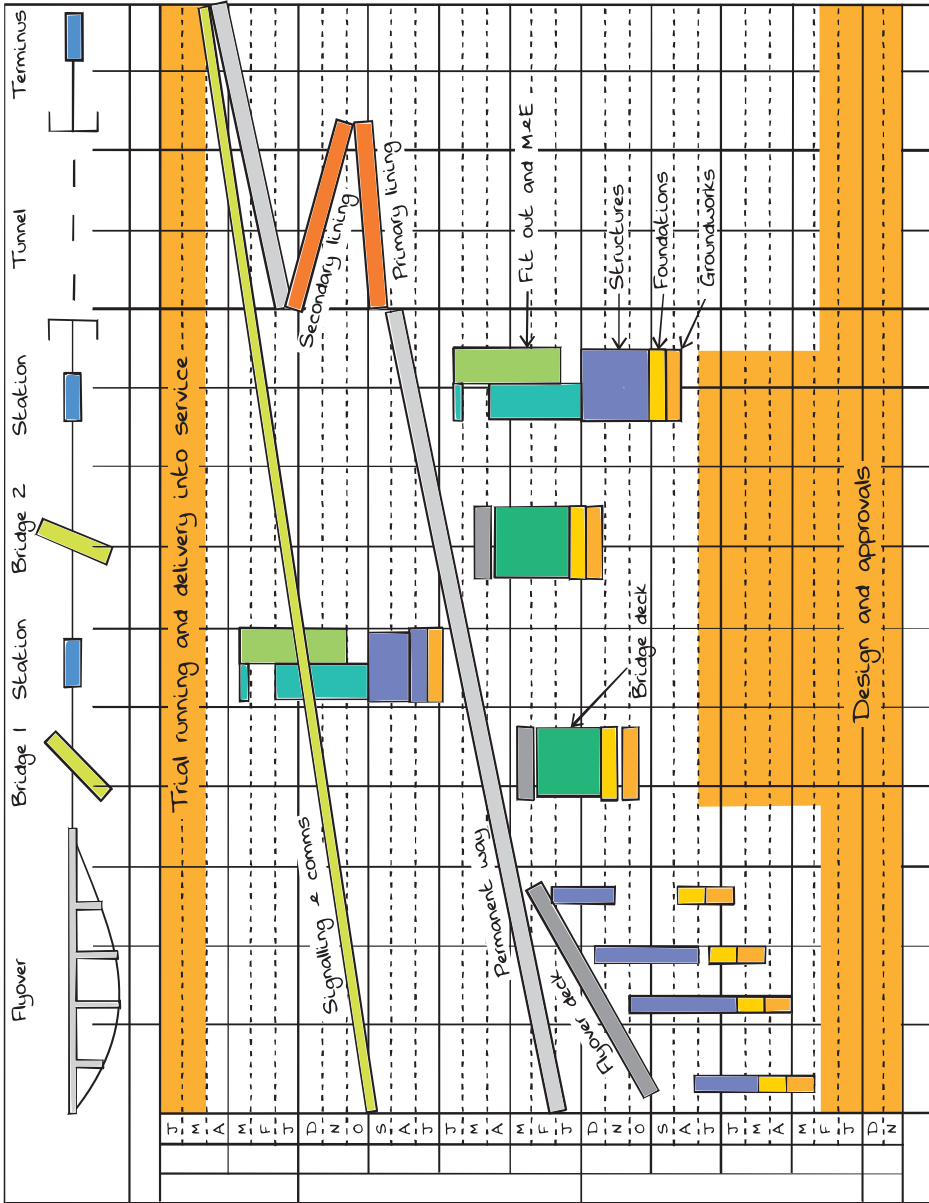 Flyover
Bridge 1
Station
Bridge 2
Station
Tunnel
Terminus
J
M
A
M
F
J
D
N
O
S
A
J
J
M
A
M
F
J
D
N
O
S
A
J
J
M
A
M
F
J
D
N
Trial running and delivery into service
Signalling & comms
Secondary lining
Primary lining
Permanent way
Fit out and M&E
Flyover deck
Structures
Bridge deck
Foundations
Groundworks
Design and approvals